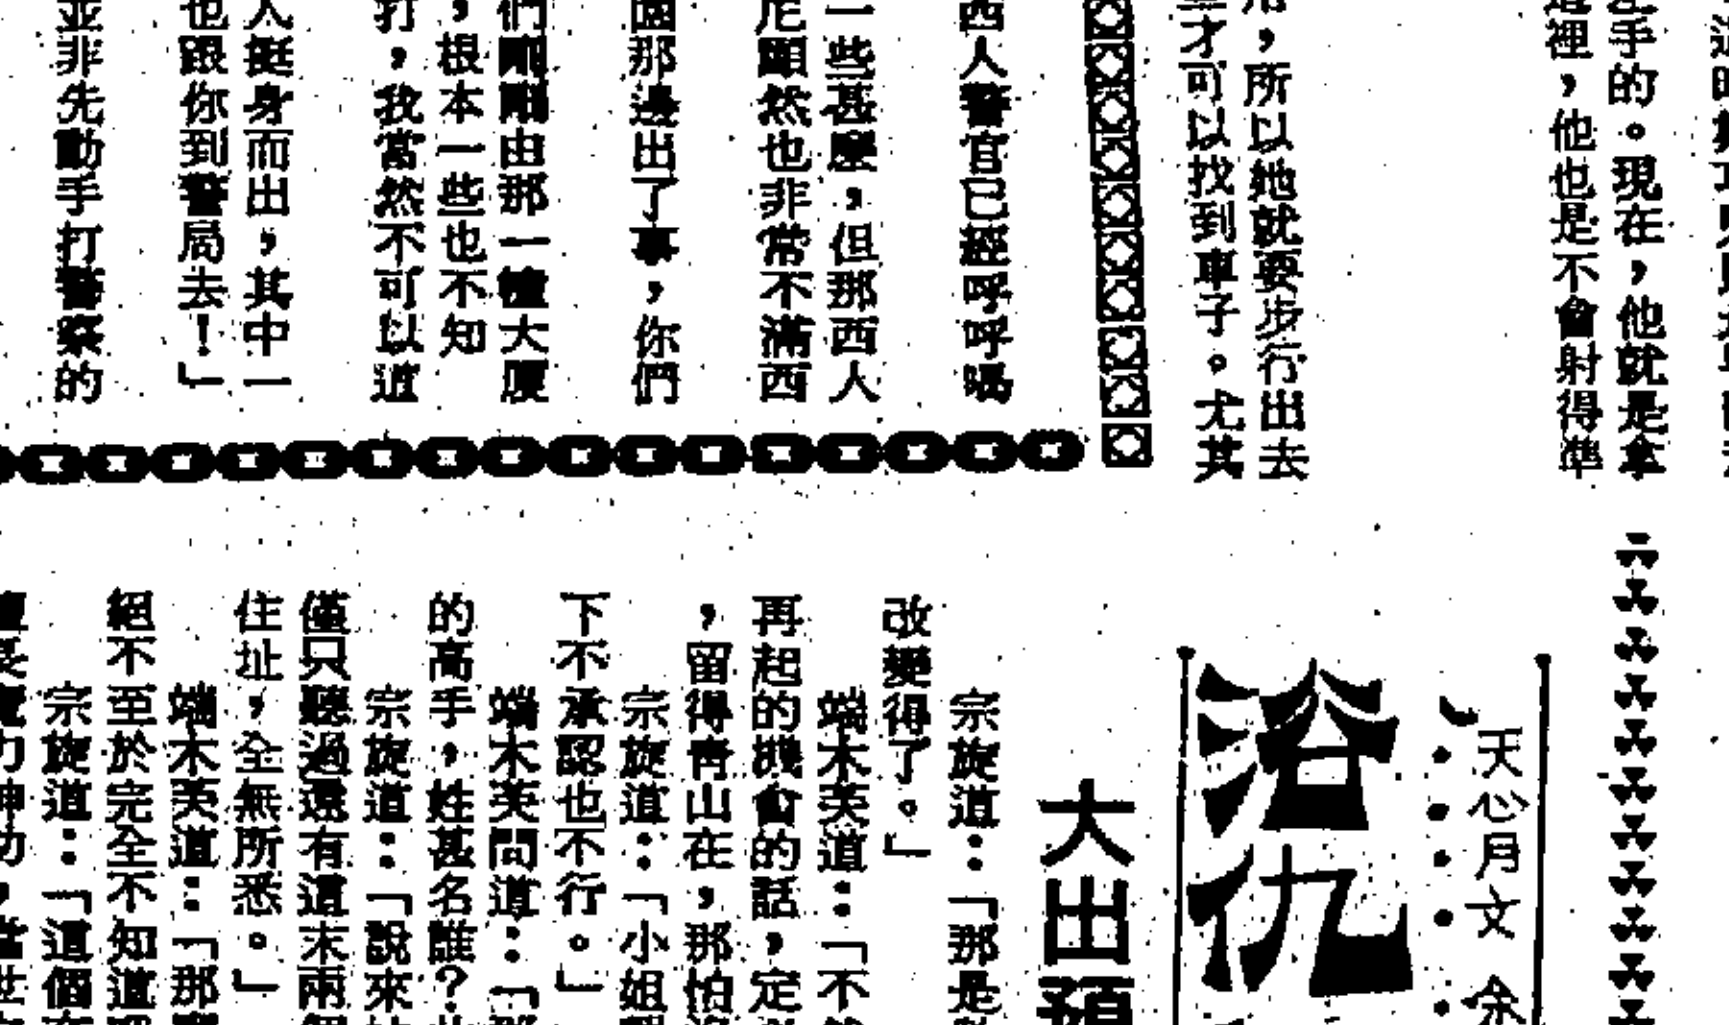 手的。現在，他就是拿
裡，他也是不會射得準
，所以她就要步行出去
才可以找到車子。尤其
西人警官已經呼呼喝
一些甚麼，但那西人
尼顯然也非常不滿西
國那邊出了事，你們
們剛剛由那一幢大廈
，根本一些也不知
打，我當然不可以逭
人挺身而出，其中一
也跟你到警局去！」
並非先動手打警察的
天心月文 余
浴仇
大出預
宗旋道：「那是
改變得了。」
端木芙道：「不
再起的機會的話，定
，留得青山在，那怕
宗旋道：「小姐
下不承認也不行。」
端木芙問道：「那
的高手，姓甚名誰？
宗旋道：「說來
僅只聽過還有這末兩個
住址，全無所悉。」
端木芙道：「那
絕不至於完全不知道
宗旋道：「這個